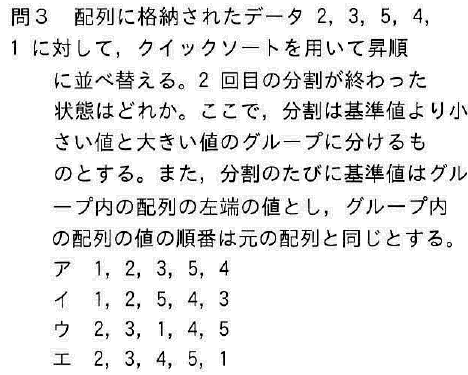 問3 配列に格納されたデータ 2, 3, 5, 4,
1 に対して，クイックソートを用いて昇順
に並べ替える。2 回目の分割が終わった
状態はどれか。ここで，分割は基準値より小
さい値と大きい値のグループに分けるも
のとする。また，分割のたびに基準値はグル
ープ内の配列の左端の値とし，グループ内
の配列の値の順番は元の配列と同じとする。
ア 1, 2, 3, 5, 4
イ 1, 2, 5, 4, 3
ウ 2, 3, 1, 4, 5
エ 2, 3, 4, 5, 1